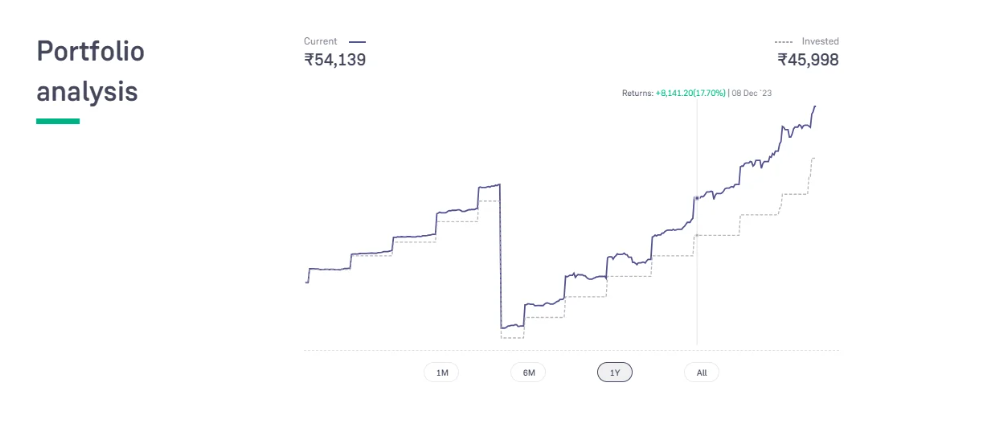 Portfolio
analysis
Current
₹54,139
Invested
₹45,998
Returns: +8,141.20(17.70%) | 08 Dec `23
1M
6M
1Y
All